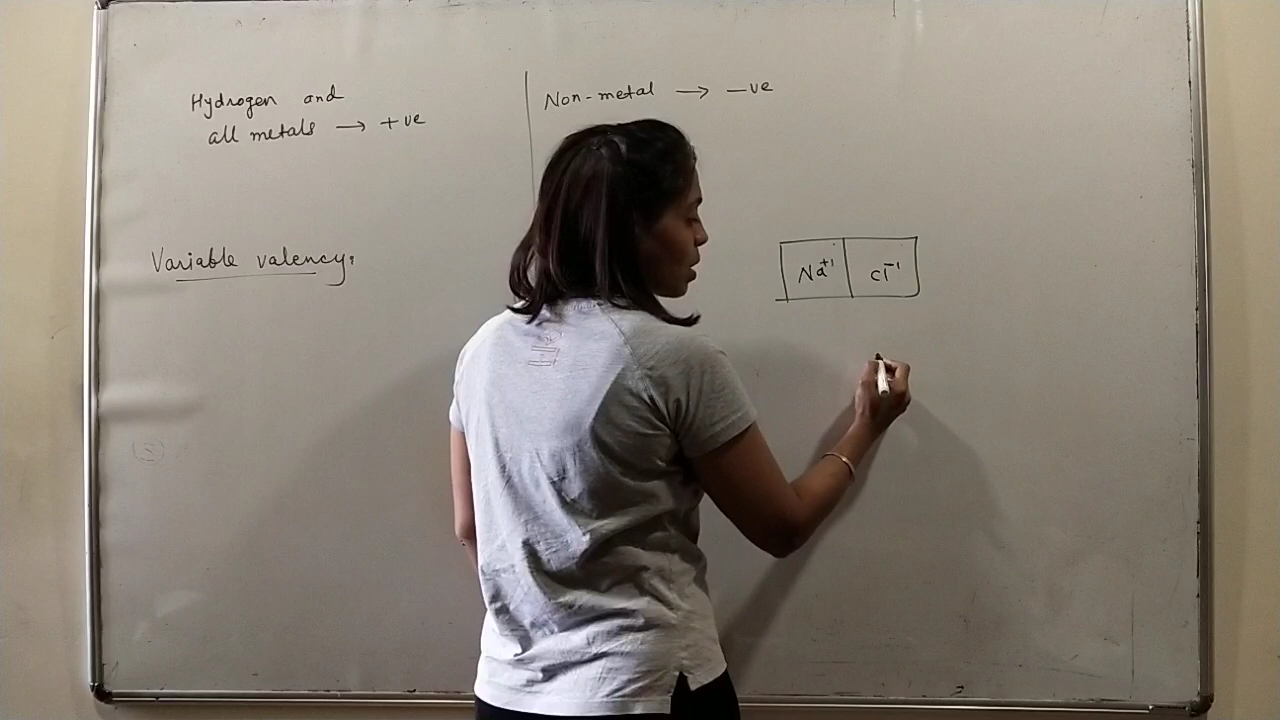 Hydrogen and
all metals → +ve
Non-metal → -ve
Variable valency:
Na⁺¹ Cl⁻¹